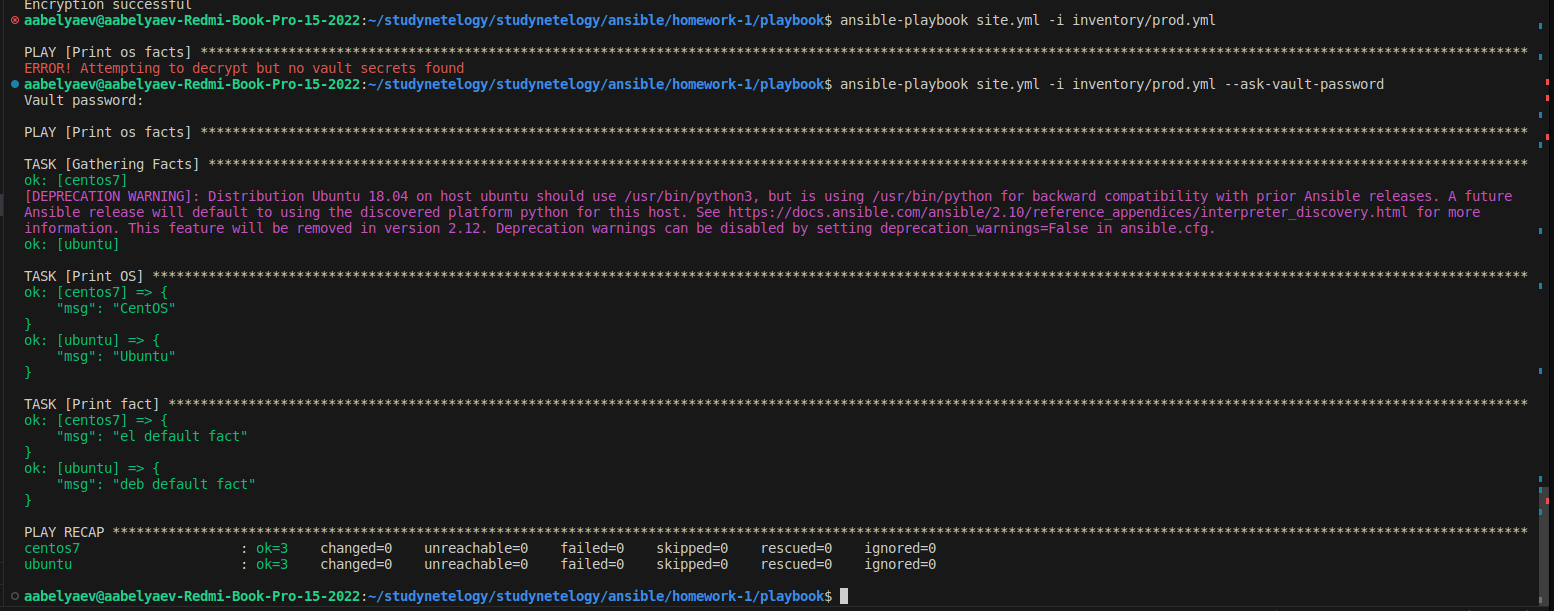 Encryption successful
aabelyaev@aabelyaev-Redmi-Book-Pro-15-2022:~/studynetelogy/studynetelogy/ansible/homework-1/playbook$ ansible-playbook site.yml -i inventory/prod.yml
PLAY [Print os facts] **********************************************************************************************************************************************************************
ERROR! Attempting to decrypt but no vault secrets found
aabelyaev@aabelyaev-Redmi-Book-Pro-15-2022:~/studynetelogy/studynetelogy/ansible/homework-1/playbook$ ansible-playbook site.yml -i inventory/prod.yml --ask-vault-password
Vault password:
PLAY [Print os facts] **********************************************************************************************************************************************************************
TASK [Gathering Facts] *********************************************************************************************************************************************************************
ok: [centos7]
[DEPRECATION WARNING]: Distribution Ubuntu 18.04 on host ubuntu should use /usr/bin/python3, but is using /usr/bin/python for backward compatibility with prior Ansible releases. A future
Ansible release will default to using the discovered platform python for this host. See https://docs.ansible.com/ansible/2.10/reference_appendices/interpreter_discovery.html for more
information. This feature will be removed in version 2.12. Deprecation warnings can be disabled by setting deprecation_warnings=False in ansible.cfg.
ok: [ubuntu]
TASK [Print OS] ****************************************************************************************************************************************************************************
ok: [centos7] => {
    "msg": "CentOS"
}
ok: [ubuntu] => {
    "msg": "Ubuntu"
}
TASK [Print fact] **************************************************************************************************************************************************************************
ok: [centos7] => {
    "msg": "el default fact"
}
ok: [ubuntu] => {
    "msg": "deb default fact"
}
PLAY RECAP *********************************************************************************************************************************************************************************
centos7                    : ok=3    changed=0    unreachable=0    failed=0    skipped=0    rescued=0    ignored=0
ubuntu                     : ok=3    changed=0    unreachable=0    failed=0    skipped=0    rescued=0    ignored=0
aabelyaev@aabelyaev-Redmi-Book-Pro-15-2022:~/studynetelogy/studynetelogy/ansible/homework-1/playbook$